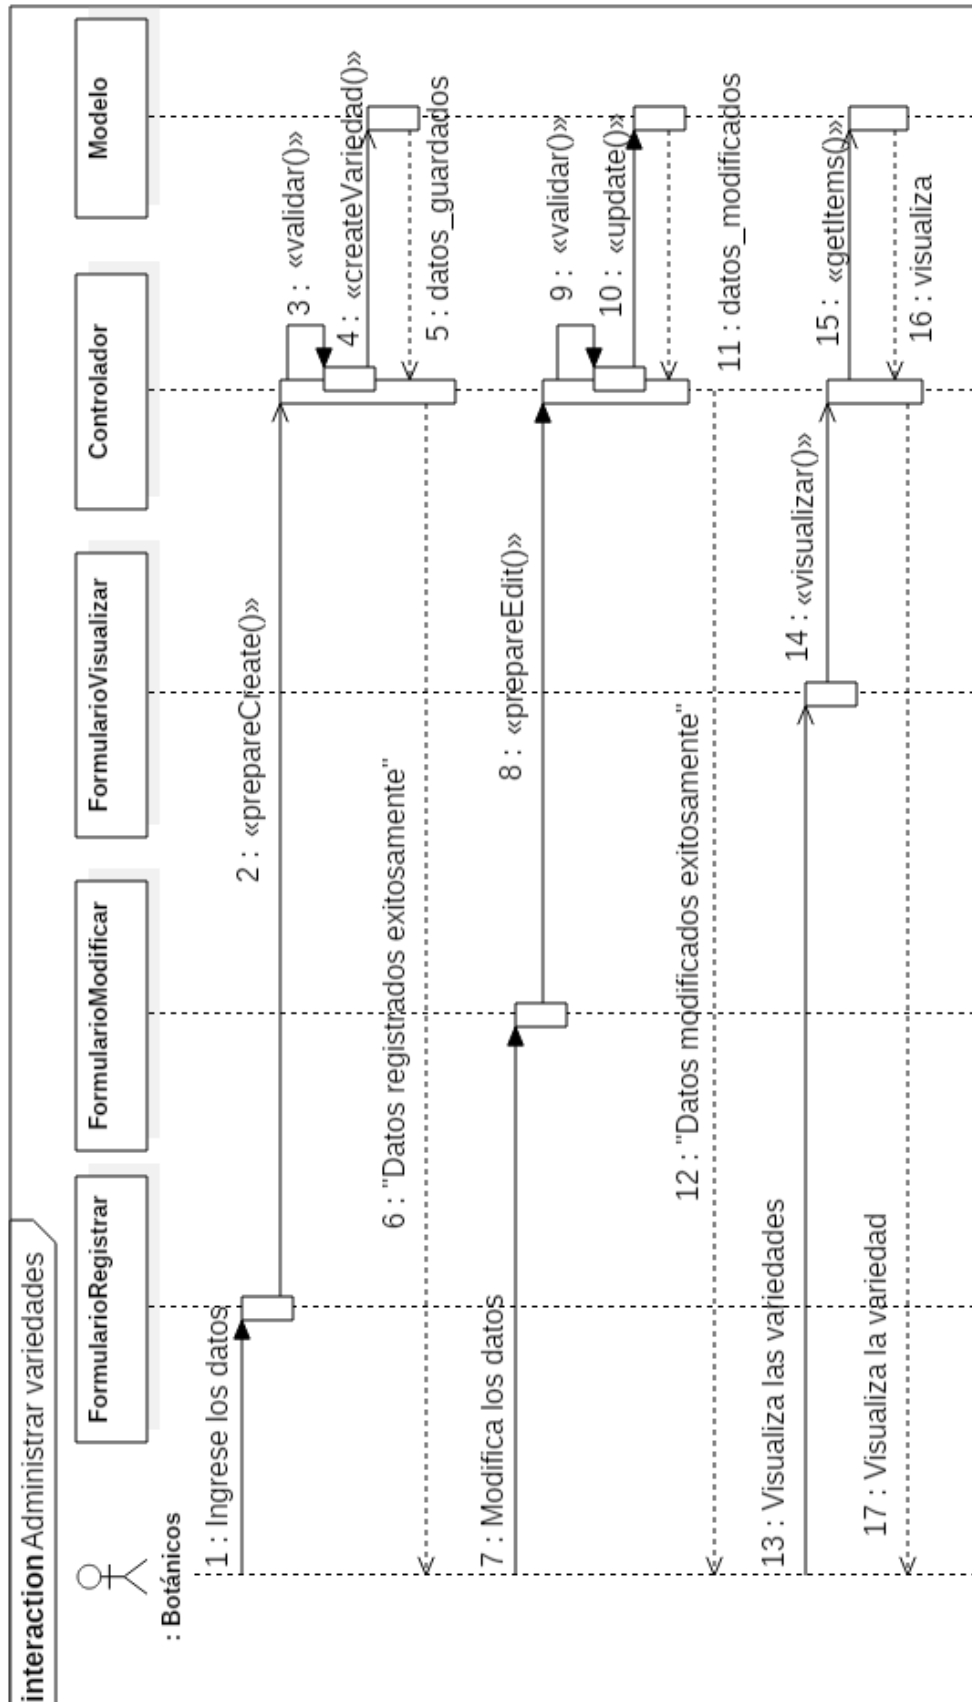 interaction Administrar variedades
: Botánicos
FormularioRegistrar
FormularioModificar
FormularioVisualizar
Controlador
Modelo
1 : Ingrese los datos
2 : «prepareCreate()»
3 : «validar()»
4 : «createVariedad()»
5 : datos_guardados
6 : "Datos registrados exitosamente"
7 : Modifica los datos
8 : «prepareEdit()»
9 : «validar()»
10 : «update()»
11 : datos_modificados
12 : "Datos modificados exitosamente"
13 : Visualiza las variedades
14 : «visualizar()»
15 : «getItems()»
16 : visualiza
17 : Visualiza la variedad